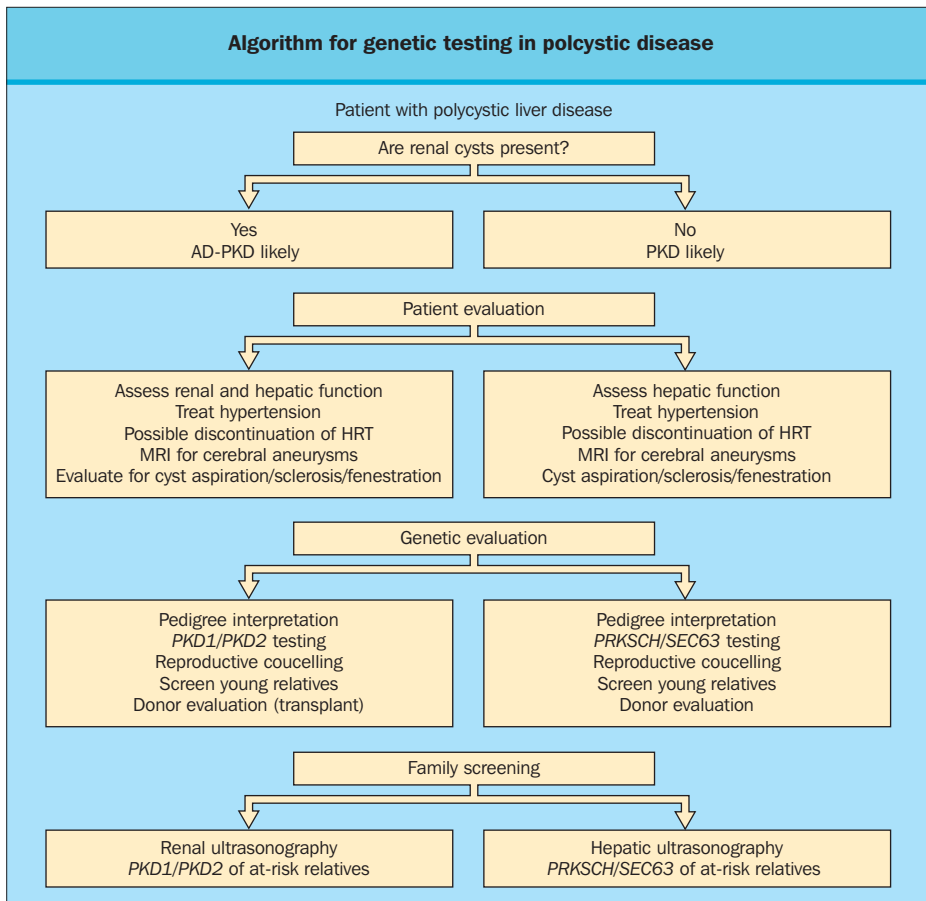 Algorithm for genetic testing in polcystic disease
Patient with polycystic liver disease
Are renal cysts present?
Yes
AD-PKD likely
No
PKD likely
Patient evaluation
Assess renal and hepatic function
Treat hypertension
Possible discontinuation of HRT
MRI for cerebral aneurysms
Evaluate for cyst aspiration/sclerosis/fenestration
Assess hepatic function
Treat hypertension
Possible discontinuation of HRT
MRI for cerebral aneurysms
Cyst aspiration/sclerosis/fenestration
Genetic evaluation
Pedigree interpretation
PKD1/PKD2 testing
Reproductive coucelling
Screen young relatives
Donor evaluation (transplant)
Pedigree interpretation
PRKSCH/SEC63 testing
Reproductive coucelling
Screen young relatives
Donor evaluation
Family screening
Renal ultrasonography
PKD1/PKD2 of at-risk relatives
Hepatic ultrasonography
PRKSCH/SEC63 of at-risk relatives